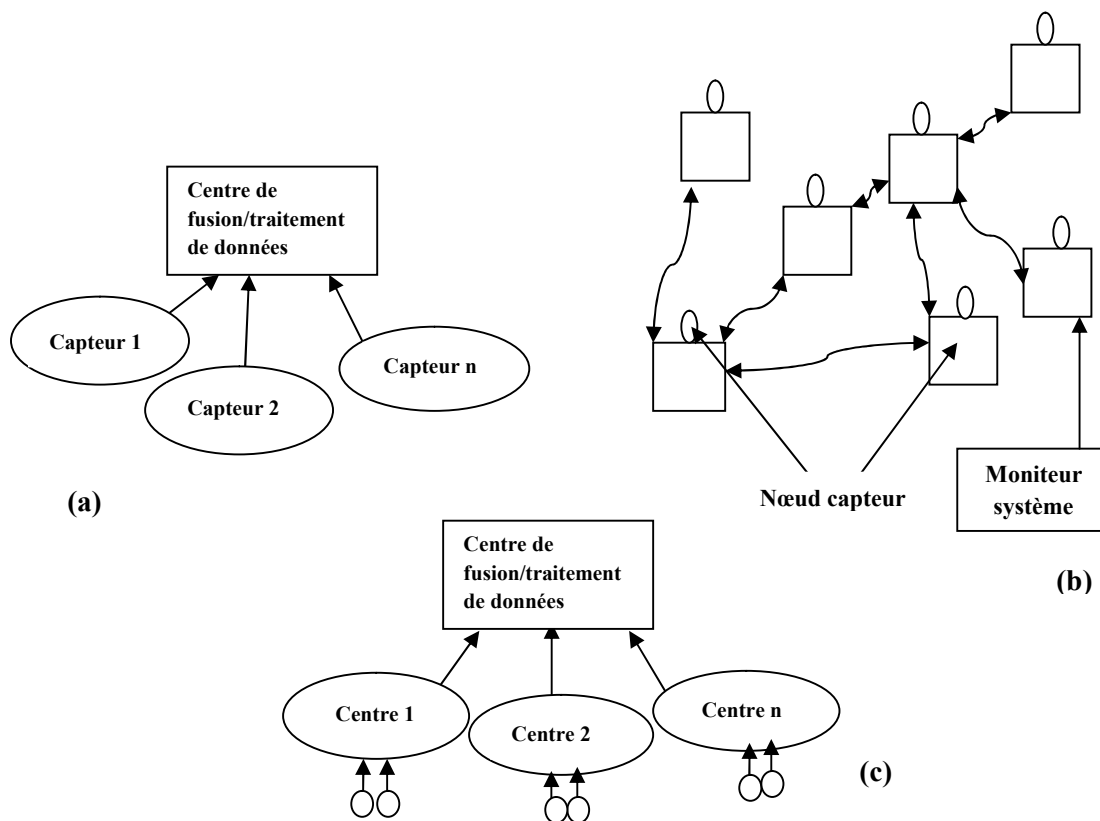 Centre de
fusion/traitement
de données
Capteur 1
Capteur 2
Capteur n
(a)
Nœud capteur
Moniteur
système
(b)
Centre de
fusion/traitement
de données
Centre 1
Centre 2
Centre n
(c)